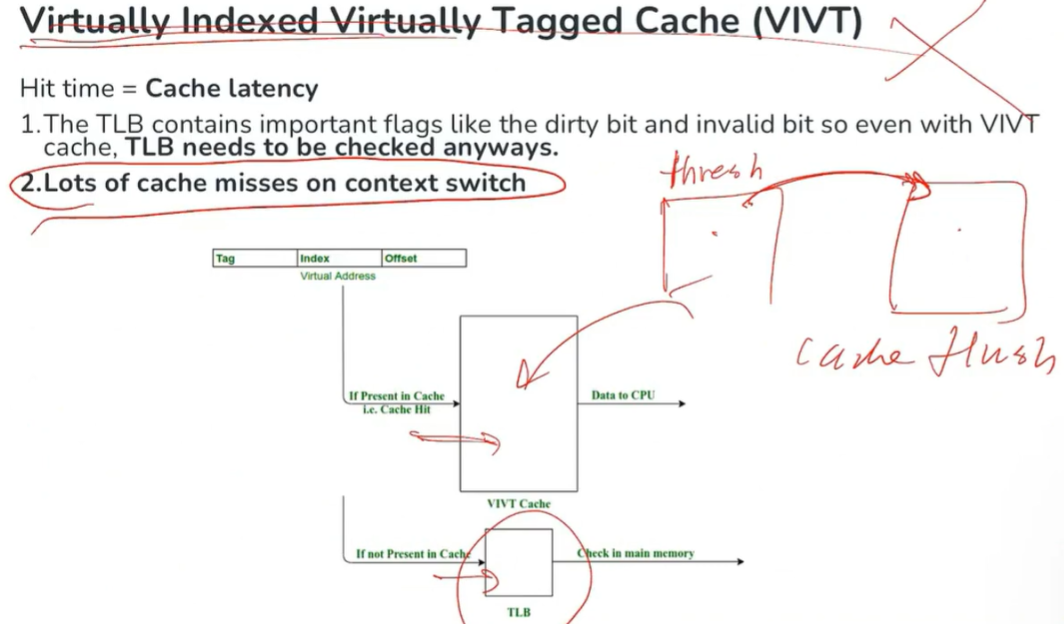 Virtually Indexed Virtually Tagged Cache (VIVT)
Hit time = Cache latency
1.The TLB contains important flags like the dirty bit and invalid bit so even with VIVT
cache, TLB needs to be checked anyways.
thresh
2.Lots of cache misses on context switch
Tag Index Offset
Virtual Address
cache flush
If Present in Cache
i.e. Cache Hit
Data to CPU
VIVT Cache
If not Present in Cache
Check in main memory
TLB